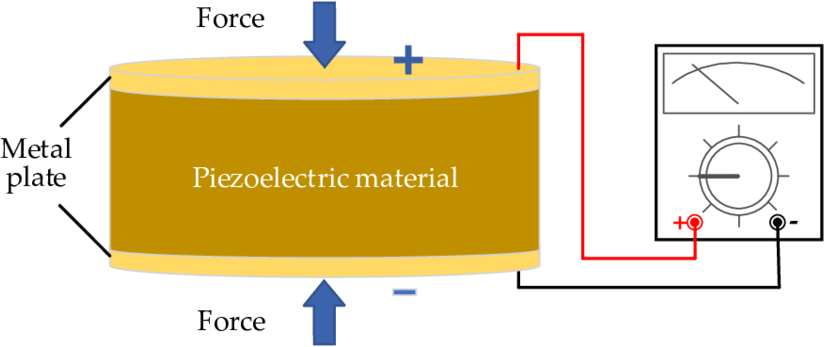 Force
+
Metal
plate
Piezoelectric material
+ -
Force
−